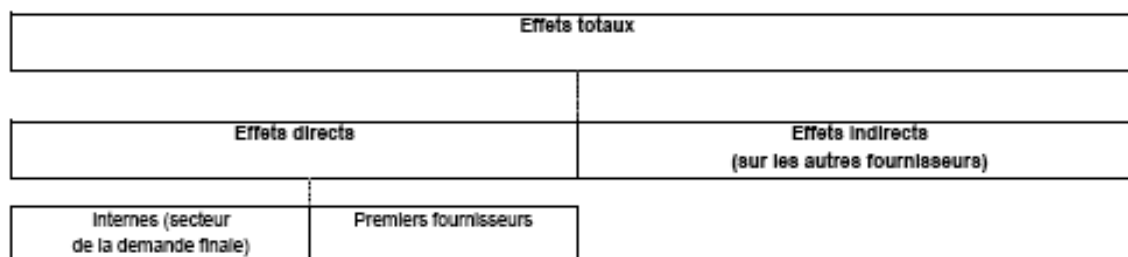 Effets totaux
Effets directs
Effets indirects
(sur les autres fournisseurs)
Internes (secteur
de la demande finale)
Premiers fournisseurs